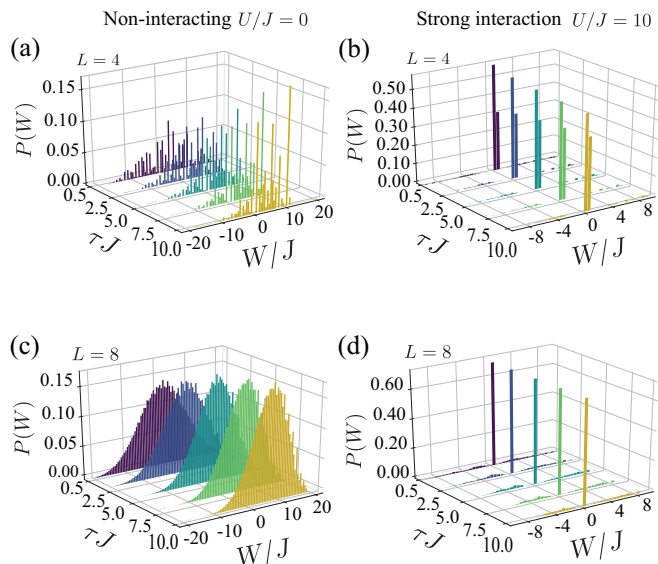 Non-interacting U/J = 0
Strong interaction U/J = 10
(a)
L = 4
P(W)
0.15
0.10
0.05
0.00
0.5
2.5
5.0
7.5
10.0
τJ
-20
-10
0
10
20
W/J
(b)
L = 4
P(W)
0.50
0.40
0.30
0.20
0.10
0.00
0.5
2.5
5.0
7.5
10.0
τJ
-8
-4
0
4
8
W/J
(c)
L = 8
P(W)
0.15
0.10
0.05
0.00
0.5
2.5
5.0
7.5
10.0
τJ
-20
-10
0
10
20
W/J
(d)
L = 8
P(W)
0.60
0.40
0.20
0.00
0.5
2.5
5.0
7.5
10.0
τJ
-8
-4
0
4
8
W/J